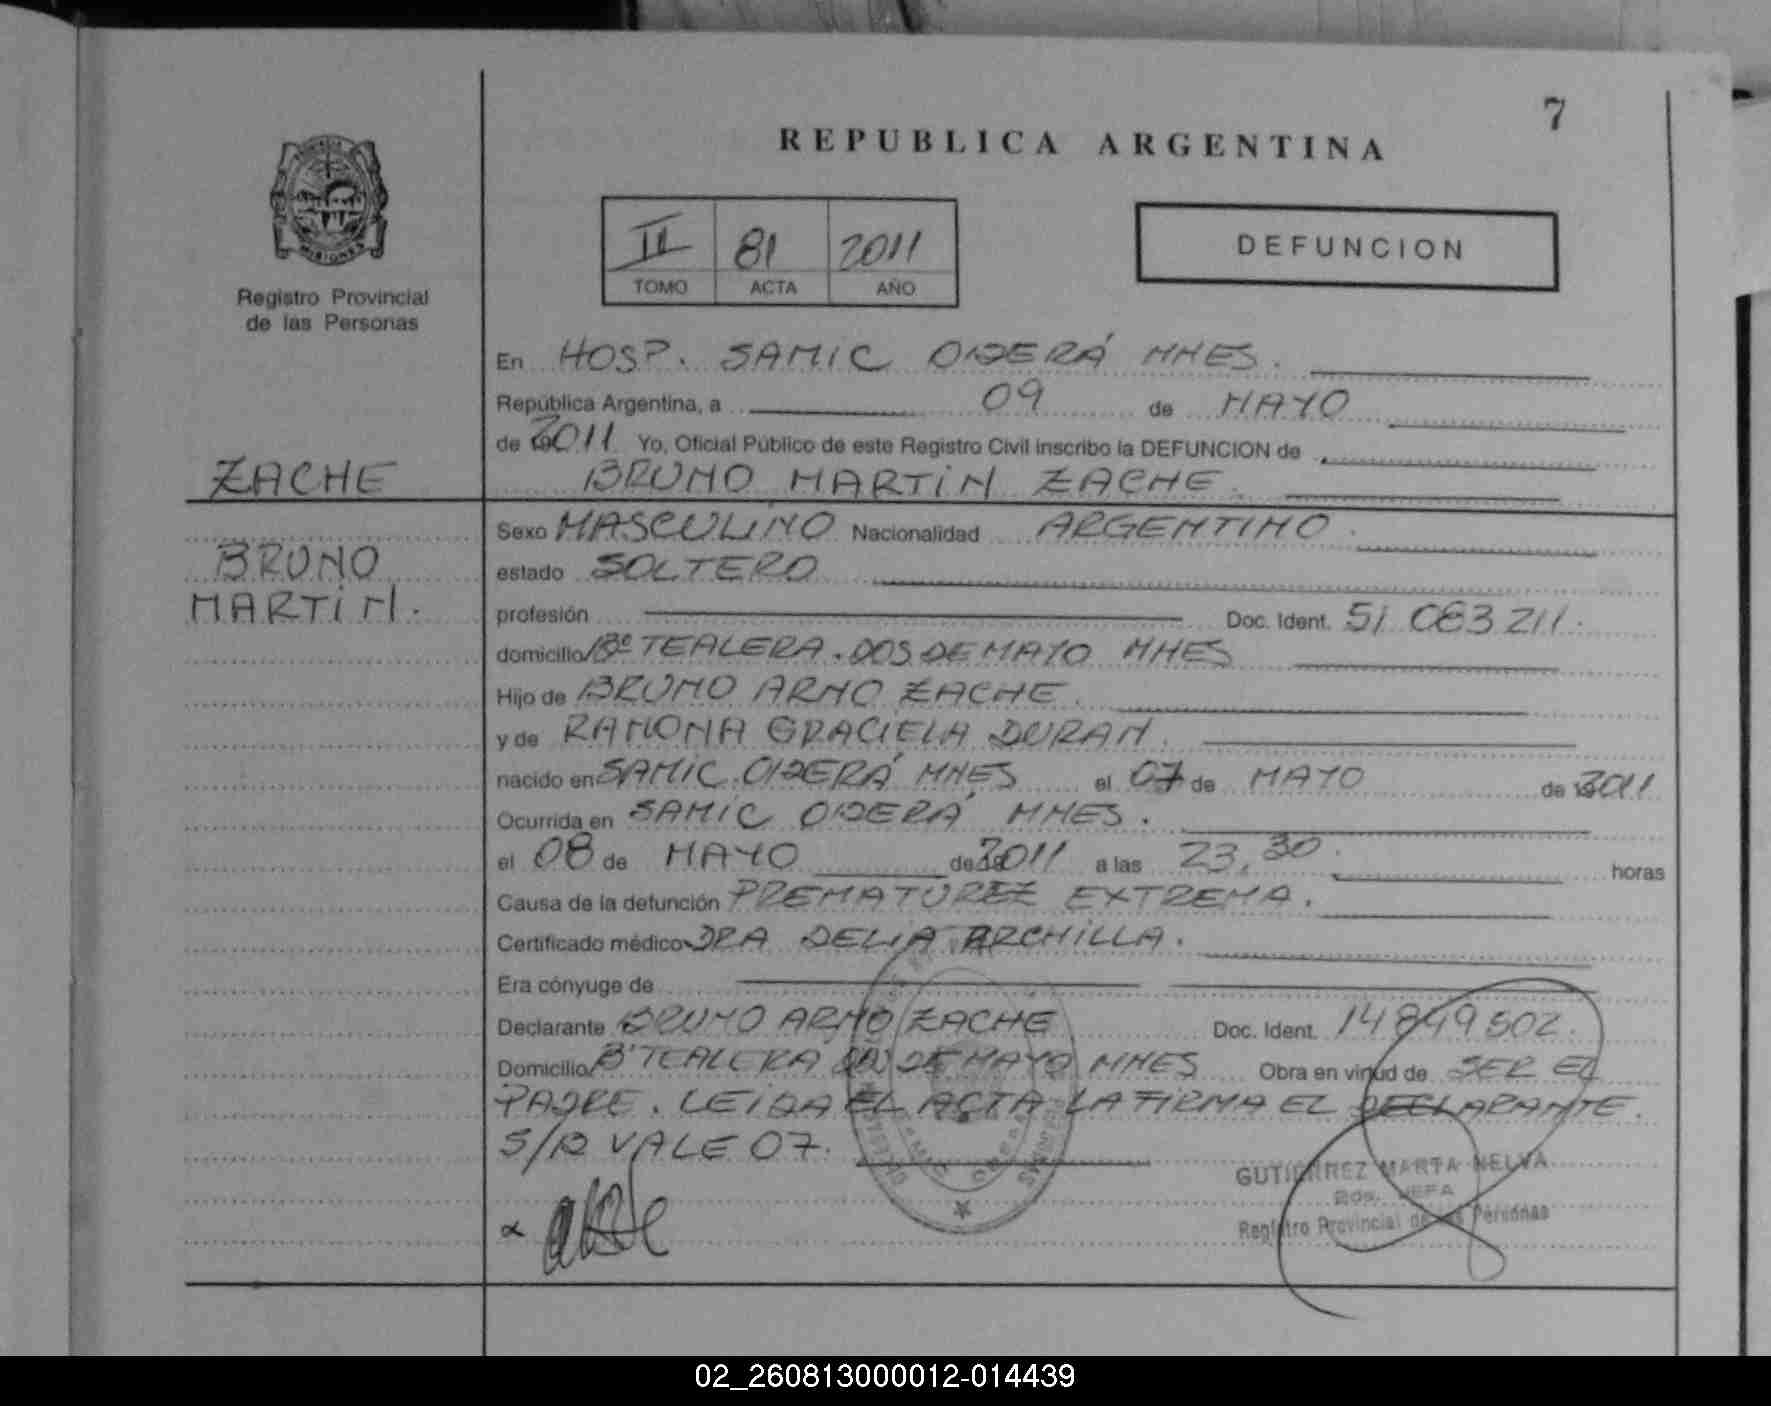 7
REPUBLICA ARGENTINA
MISIONES
II 81 2011
TOMO ACTA AÑO
DEFUNCION
Registro Provincial
de las Personas
En HOSP. SAMIC OBERÁ MNES.
República Argentina, a 09 de MAYO
de 2011 Yo, Oficial Público de este Registro Civil inscribo la DEFUNCION de
ZACHE
BRUNO MARTIN ZACHE.
Sexo MASCULINO Nacionalidad ARGENTINO.
BRUNO
estado SOLTERO
MARTIN.
profesión Doc. Ident. 51 083 211.
domicilio Bº TEALERA. DOS DE MAYO MNES
Hijo de BRUNO ARNO ZACHE.
y de RAMONA GRACIELA DURAN.
nacido en SAMIC. OBERÁ MNES el 07 de MAYO de 2011
Ocurrida en SAMIC OBERÁ MNES.
el 08 de MAYO de 2011 a las 23,30. horas
Causa de la defunción PREMATUREZ EXTREMA.
Certificado médico DRA DELIA ARCHILLA.
Era cónyuge de
Declarante BRUNO ARNO ZACHE Doc. Ident. 14849502.
Domicilio B° TEALERA DOS DE MAYO MNES Obra en virtud de SER EL
PADRE. LEIDA EL ACTA LA FIRMA EL DECLARANTE.
S/R VALE 07.
GUTIERREZ MARTA NELVA
JEFA
Registro Provincial de las Personas
02_260813000012-014439